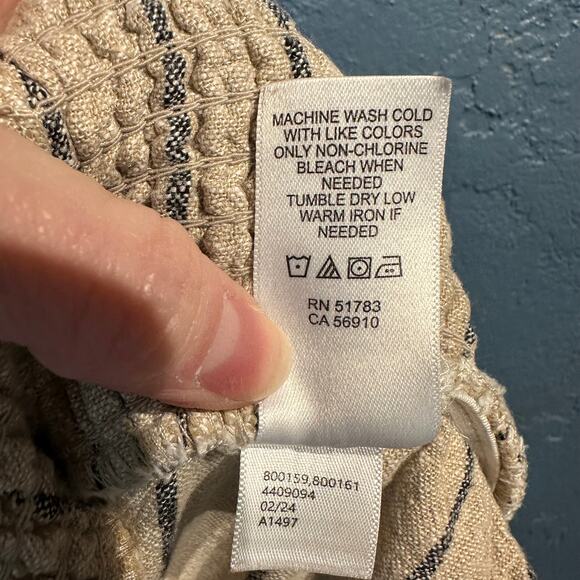 MACHINE WASH COLD
WITH LIKE COLORS
ONLY NON-CHLORINE
BLEACH WHEN
NEEDED
TUMBLE DRY LOW
WARM IRON IF
NEEDED
RN 51783
CA 56910
800159,800161
4409094
02/24
A1497